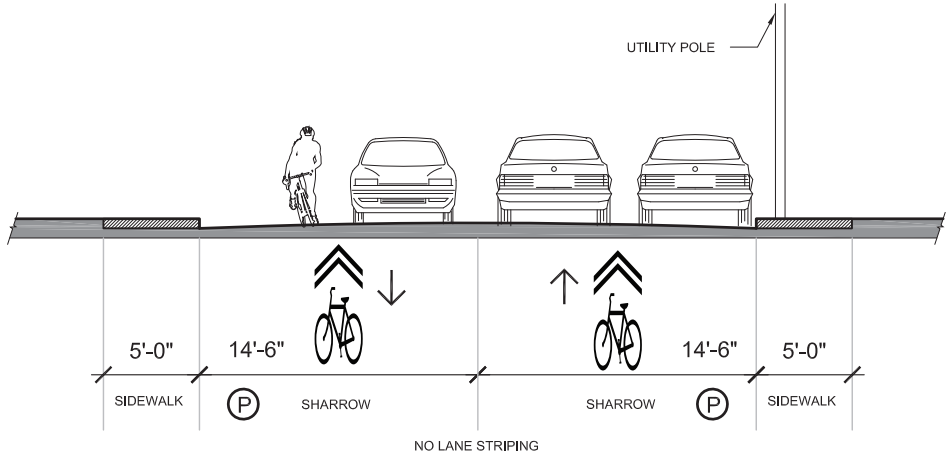 UTILITY POLE
5'-0" 14'-6" 14'-6" 5'-0"
SIDEWALK P SHARROW SHARROW P SIDEWALK
NO LANE STRIPING